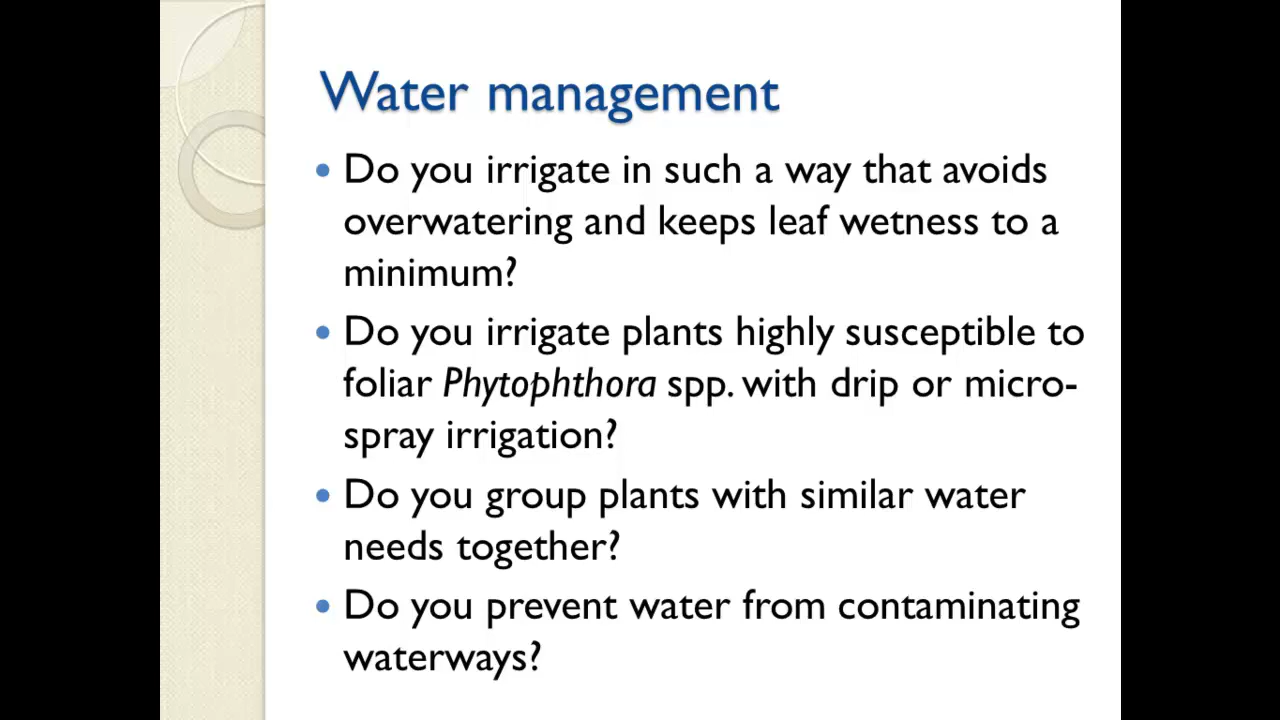 Water management
• Do you irrigate in such a way that avoids
overwatering and keeps leaf wetness to a
minimum?
• Do you irrigate plants highly susceptible to
foliar Phytophthora spp. with drip or micro-
spray irrigation?
• Do you group plants with similar water
needs together?
• Do you prevent water from contaminating
waterways?